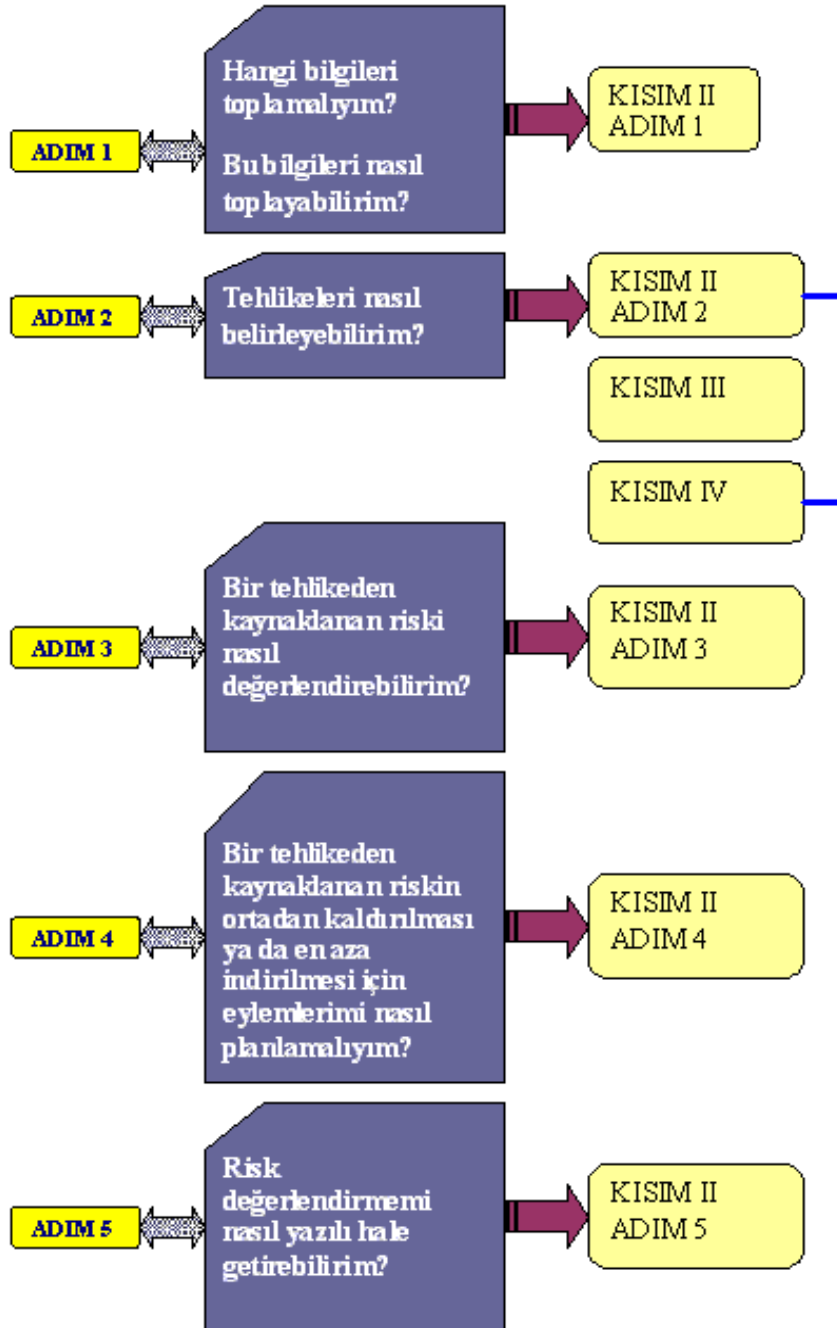 ADIM 1
Hangi bilgileri
toplamalıyım?
Bu bilgileri nasıl
toplayabilirim?
KISIM II
ADIM 1
ADIM 2
Tehlikeleri nasıl
belirleyebilirim?
KISIM II
ADIM 2
KISIM III
KISIM IV
ADIM 3
Bir tehlikeden
kaynaklanan riski
nasıl
değerlendirebilirim?
KISIM II
ADIM 3
ADIM 4
Bir tehlikeden
kaynaklanan riskin
ortadan kaldırılması
ya da en aza
indirilmesi için
eylemlerimi nasıl
planlamalıyım?
KISIM II
ADIM 4
ADIM 5
Risk
değerlendirmemi
nasıl yazılı hale
getirebilirim?
KISIM II
ADIM 5